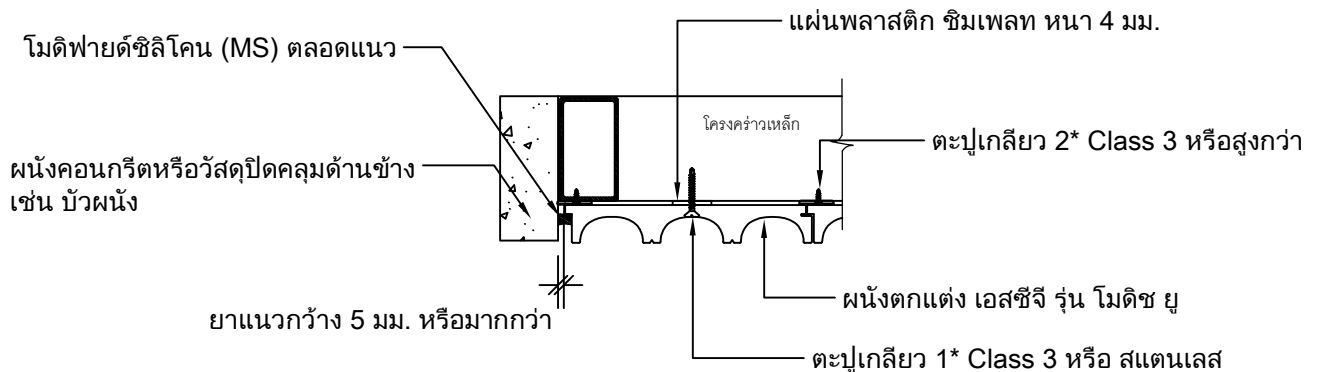 แผ่นพลาสติก ชิมเพลท หนา 4 มม.
โมดิฟายด์ซิลิโคน (MS) ตลอดแนว
โครงคร่าวเหล็ก
ตะปูเกลียว 2* Class 3 หรือสูงกว่า
ผนังคอนกรีตหรือวัสดุปิดคลุมด้านข้าง
เช่น บัวผนัง
ผนังตกแต่ง เอสซีจี รุ่น โมดิช ยู
ยาแนวกว้าง 5 มม. หรือมากกว่า
ตะปูเกลียว 1* Class 3 หรือ สแตนเลส